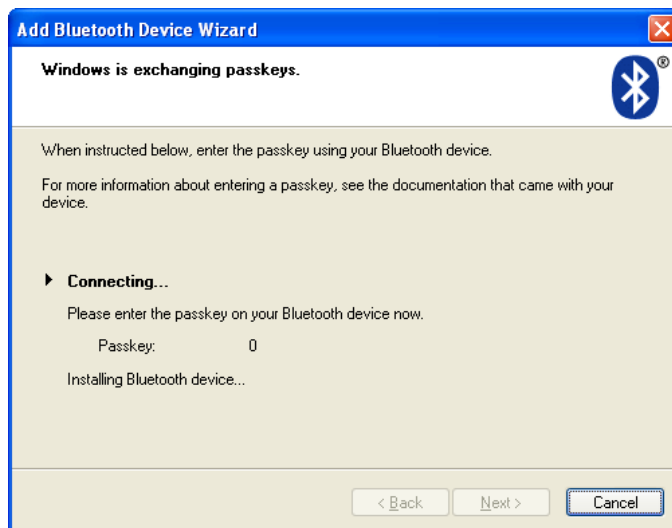 Add Bluetooth Device Wizard
Windows is exchanging passkeys.
®
When instructed below, enter the passkey using your Bluetooth device.
For more information about entering a passkey, see the documentation that came with your
device.
Connecting...
Please enter the passkey on your Bluetooth device now.
Passkey: 0
Installing Bluetooth device...
< Back Next > Cancel